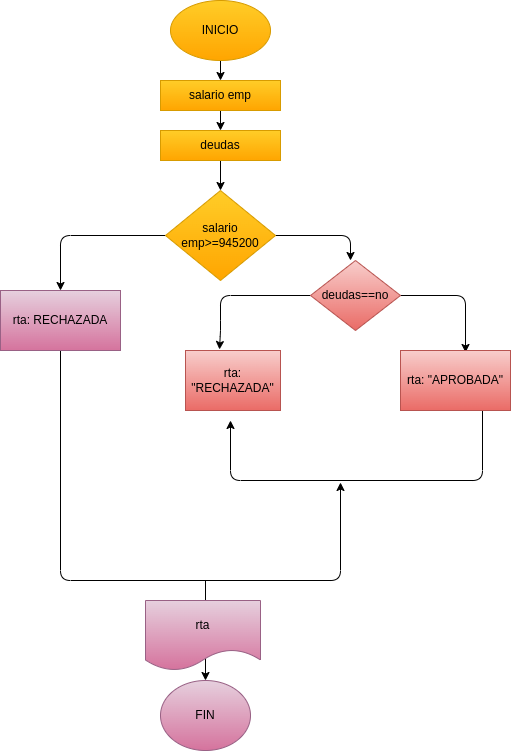 INICIO
salario emp
deudas
salario
emp>=945200
deudas==no
rta: RECHAZADA
rta:
"RECHAZADA"
rta: "APROBADA"
rta
FIN